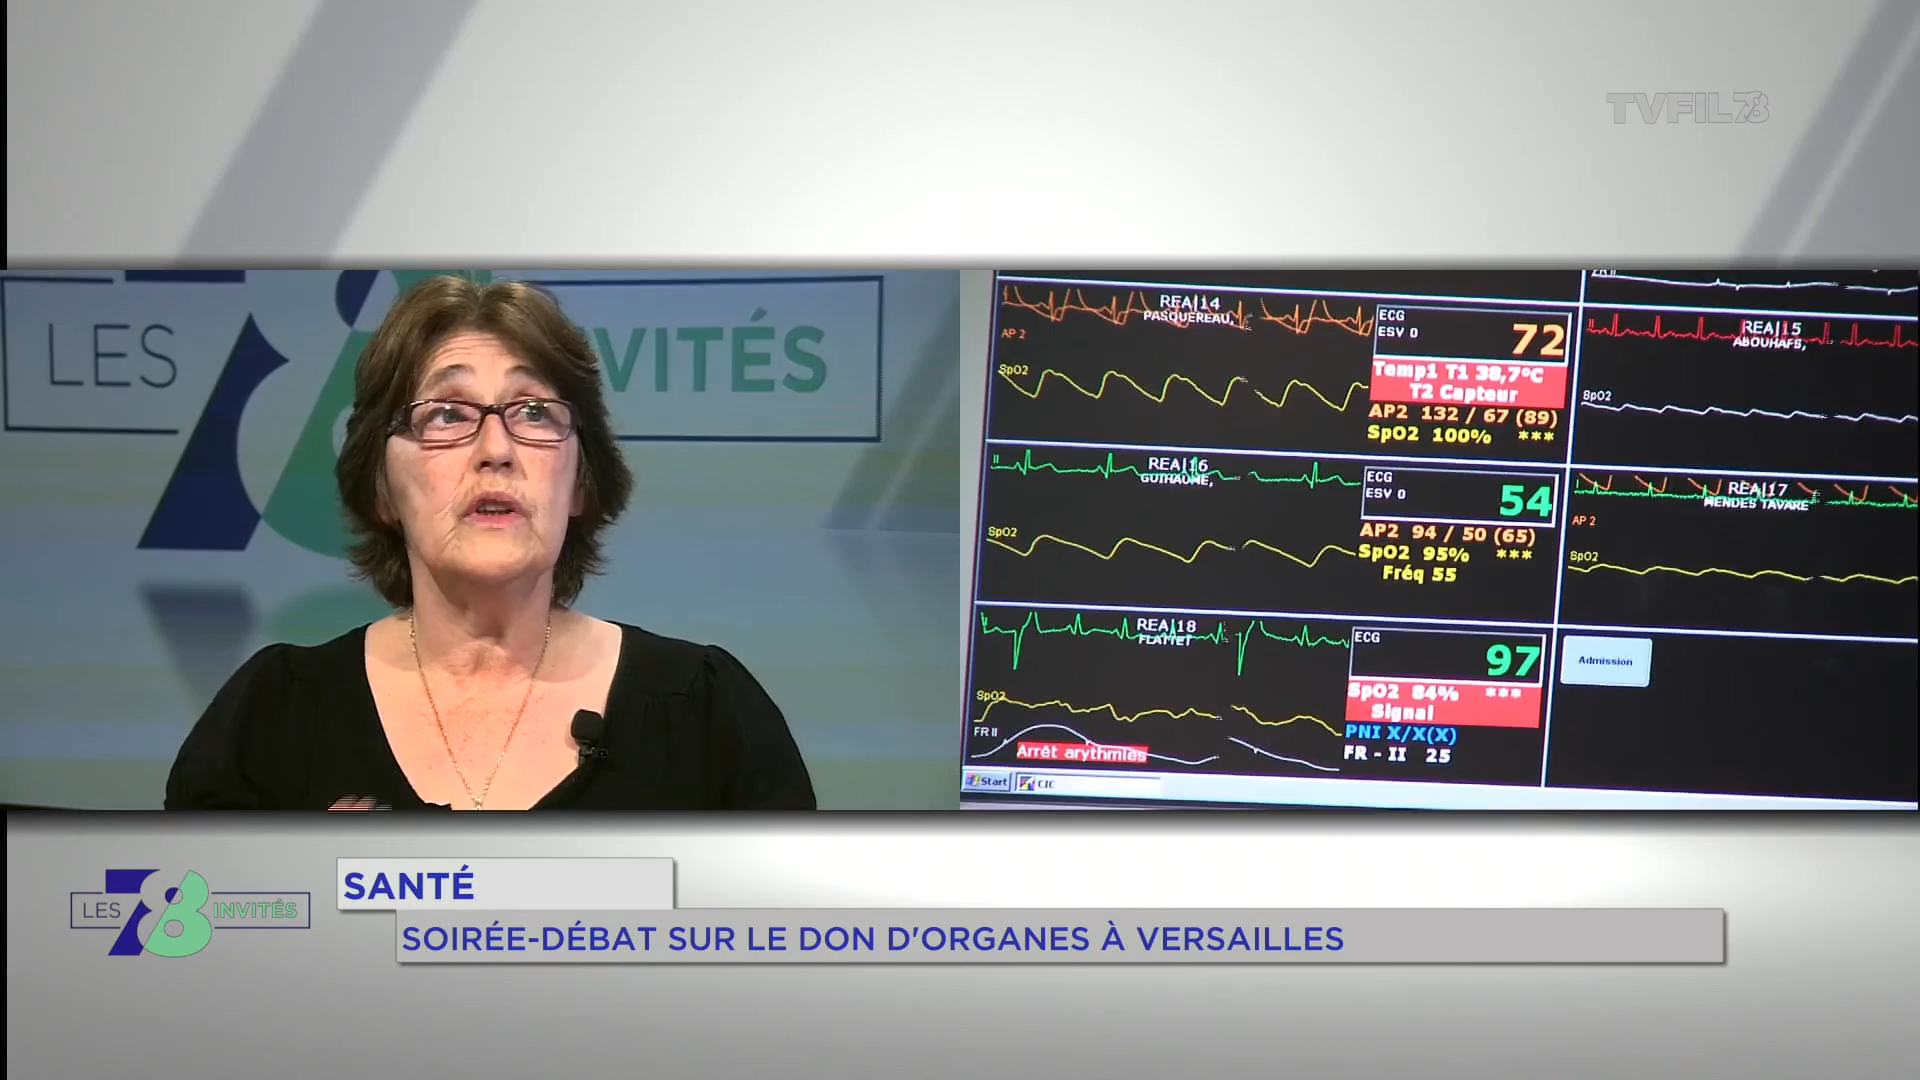 TVFIL78
LES
78
INVITÉS
REA|14
PASQUEREAU,
AP 2
SpO2
ECG
ESV 0
72
Temp1 T1 38,7°C
T2 Capteur
AP2 132 / 67 (89)
SpO2 100% ***
REA|15
ABOUHAFS,
SpO2
II
REA|16
GUIHAUME,
SpO2
ECG
ESV 0
54
AP2 94 / 50 (65)
SpO2 95% ***
Fréq 55
REA|17
MENDES TAVARE
AP 2
SpO2
REA|18
SpO2
FR II
Arrêt arythmies
ECG
97
SpO2 84% ***
Signal
PNI X/X(X)
FR - II 25
Admission
Start
CIC
LES 78 INVITÉS
SANTÉ
SOIRÉE-DÉBAT SUR LE DON D'ORGANES À VERSAILLES